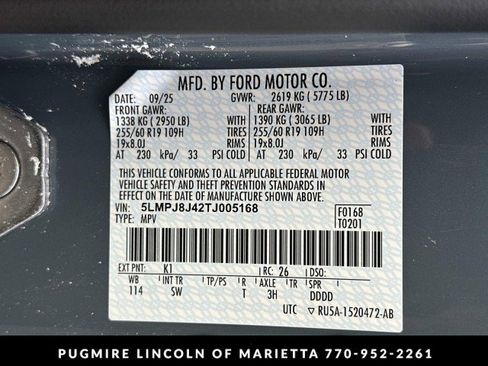 MFD. BY FORD MOTOR CO.
DATE: 09/25 GVWR: 2619 KG ( 5775 LB)
FRONT GAWR: REAR GAWR:
1338 KG ( 2950 LB) WITH 1390 KG ( 3065 LB) WITH
255/60 R19 109H TIRES 255/60 R19 109H TIRES
19x8.0J RIMS 19x8.0J RIMS
AT 230 kPa/ 33 PSI COLD AT 230 kPa/ 33 PSI COLD
THIS VEHICLE CONFORMS TO ALL APPLICABLE FEDERAL MOTOR
VEHICLE SAFETY AND THEFT PREVENTION STANDARDS IN
EFFECT ON THE DATE OF MANUFACTURE SHOWN ABOVE.
VIN: 5LMPJ8J42TJ005168 F0168
TYPE: MPV T0201
EXT PNT: K1 RC: 26 DSO:
WB INT TR TP/PS R AXLE TR SPR
114 SW T 3H DDDD
UTC ▽ RU5A-1520472-AB
PUGMIRE LINCOLN OF MARIETTA 770-952-2261